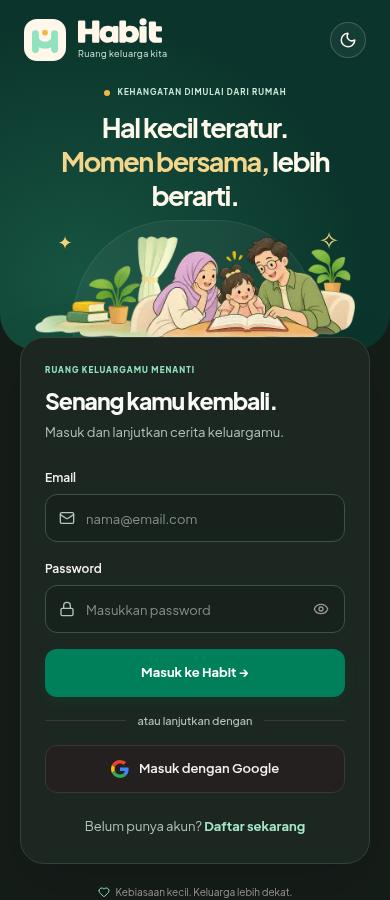 Habit
Ruang keluarga kita
KEHANGATAN DIMULAI DARI RUMAH
Hal kecil teratur.
Momen bersama, lebih
berarti.
RUANG KELUARGAMU MENANTI
Senang kamu kembali.
Masuk dan lanjutkan cerita keluargamu.
Email
nama@email.com
Password
Masukkan password
Masuk ke Habit →
atau lanjutkan dengan
Masuk dengan Google
Belum punya akun? Daftar sekarang
Kebiasaan kecil. Keluarga lebih dekat.